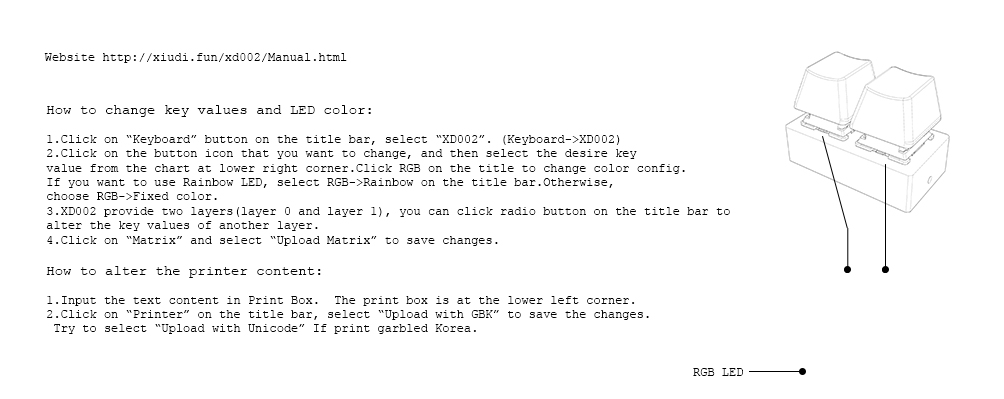 Website http://xiudi.fun/xd002/Manual.html
How to change key values and LED color:
1.Click on “Keyboard” button on the title bar, select “XD002”. (Keyboard->XD002)
2.Click on the button icon that you want to change, and then select the desire key
value from the chart at lower right corner.Click RGB on the title to change color config.
If you want to use Rainbow LED, select RGB->Rainbow on the title bar.Otherwise,
choose RGB->Fixed color.
3.XD002 provide two layers(layer 0 and layer 1), you can click radio button on the title bar to
alter the key values of another layer.
4.Click on “Matrix” and select “Upload Matrix” to save changes.
How to alter the printer content:
1.Input the text content in Print Box.  The print box is at the lower left corner.
2.Click on “Printer” on the title bar, select “Upload with GBK” to save the changes.
Try to select “Upload with Unicode” If print garbled Korea.
RGB LED